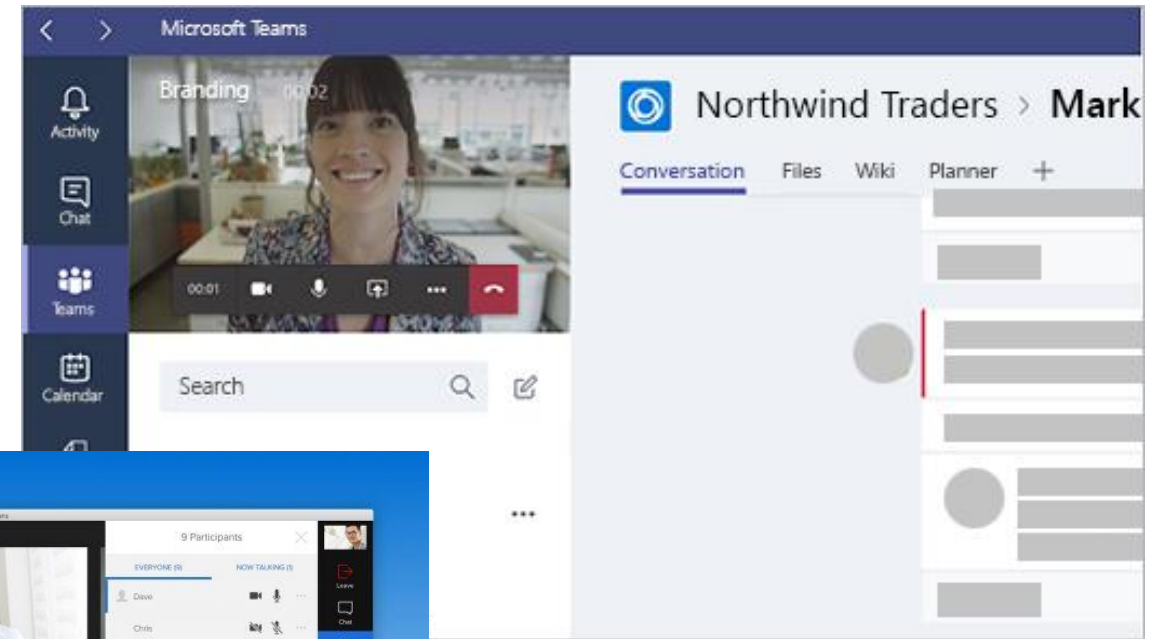 Microsoft Teams
Branding 00:02
Activity
Chat
Teams
Calendar
00:01
Search
Northwind Traders > Mark
Conversation Files Wiki Planner +
9 Participants
EVERYONE (9) NOW TALKING (1)
Dave
Chris
Leave
Chat